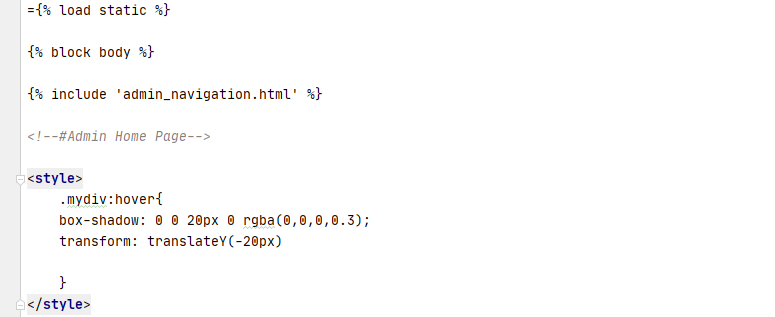 ={% load static %}
{% block body %}
{% include 'admin_navigation.html' %}
<!--#Admin Home Page-->
<style>
.mydiv:hover{
box-shadow: 0 0 20px 0 rgba(0,0,0,0.3);
transform: translateY(-20px)
}
</style>